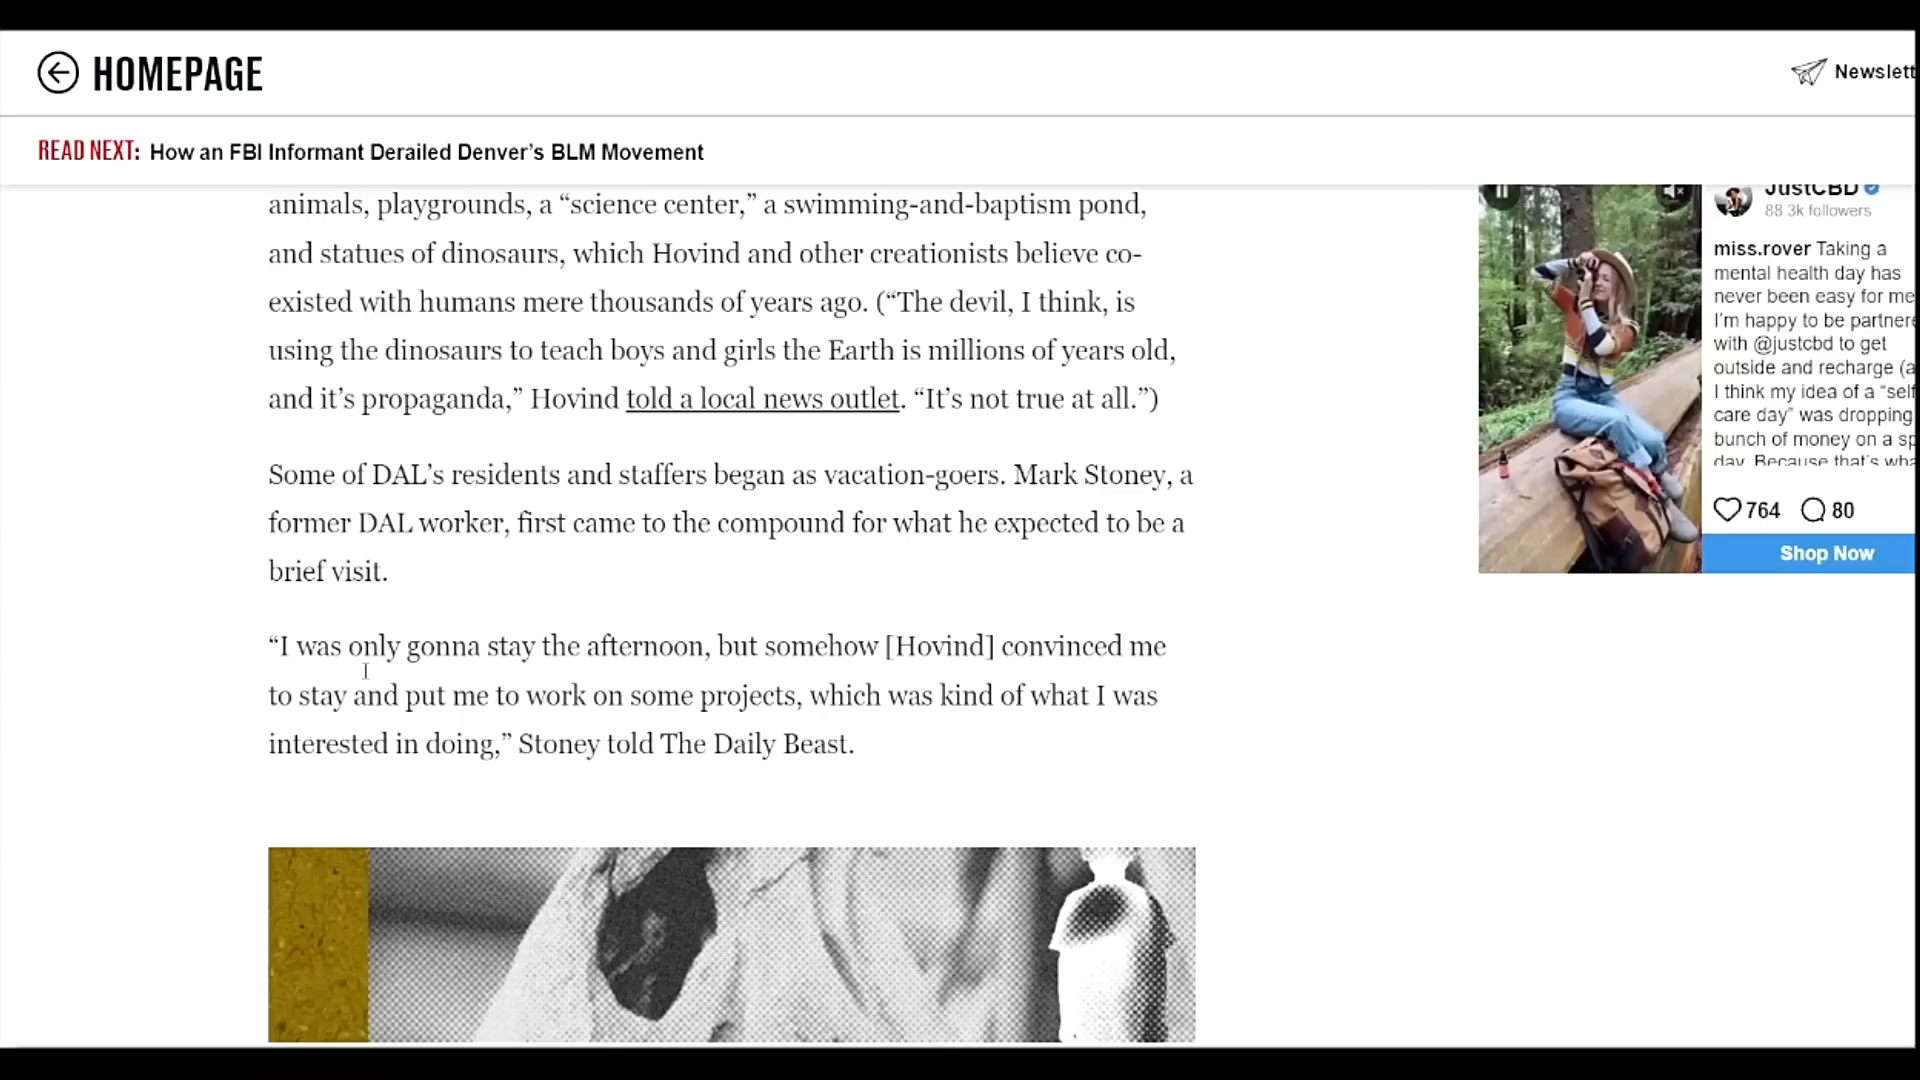 HOMEPAGE
Newslett
READ NEXT: How an FBI Informant Derailed Denver's BLM Movement
animals, playgrounds, a “science center,” a swimming-and-baptism pond,
and statues of dinosaurs, which Hovind and other creationists believe co-
existed with humans mere thousands of years ago. (“The devil, I think, is
using the dinosaurs to teach boys and girls the Earth is millions of years old,
and it’s propaganda,” Hovind told a local news outlet. “It’s not true at all.”)
Some of DAL’s residents and staffers began as vacation-goers. Mark Stoney, a
former DAL worker, first came to the compound for what he expected to be a
brief visit.
“I was only gonna stay the afternoon, but somehow [Hovind] convinced me
to stay and put me to work on some projects, which was kind of what I was
interested in doing,” Stoney told The Daily Beast.
JustCBD
88.3k followers
miss.rover Taking a
mental health day has
never been easy for me
I'm happy to be partnere
with @justcbd to get
outside and recharge (a
I think my idea of a “self
care day” was dropping
bunch of money on a sp
day. Because that's wha
764 80
Shop Now